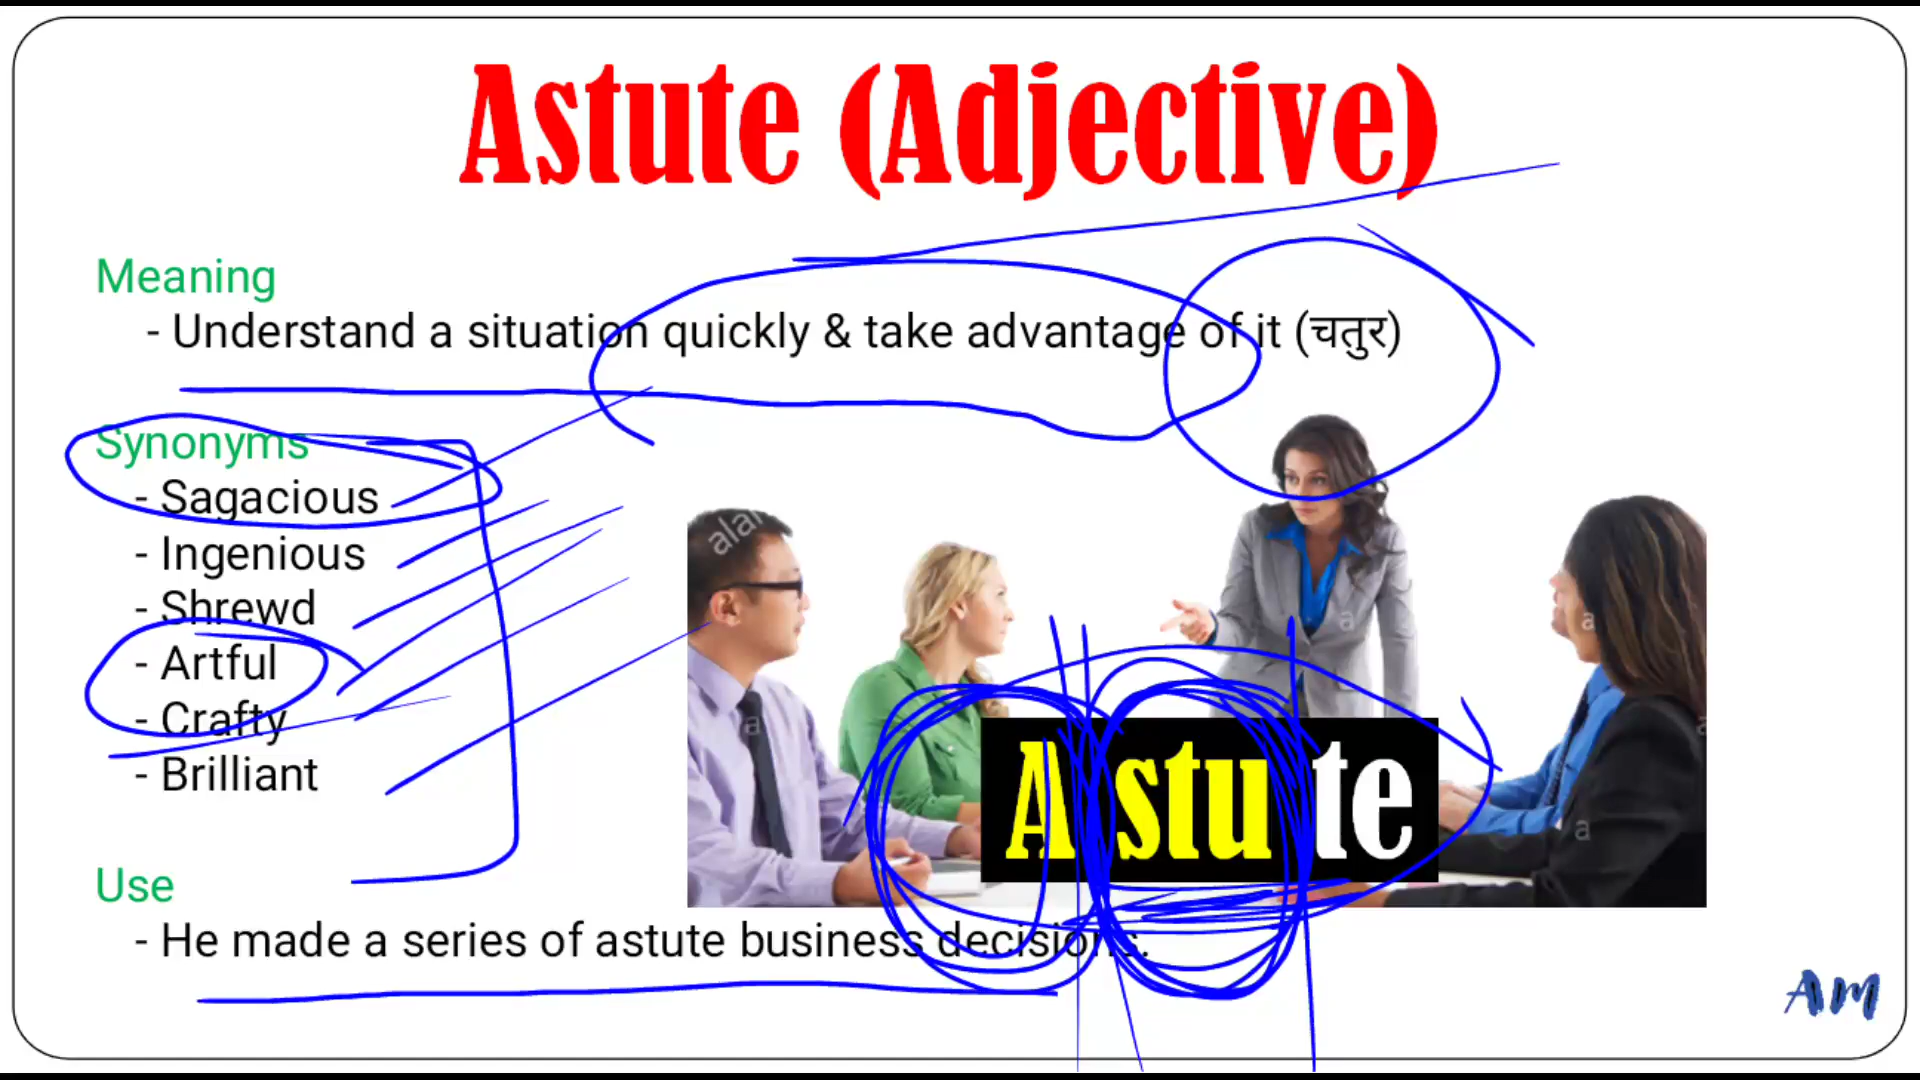 Astute (Adjective)
Meaning
- Understand a situation quickly & take advantage of it (चतुर)
Synonyms
- Sagacious
- Ingenious
- Shrewd
- Artful
- Crafty
- Brilliant
alam
a
a
a
a
a
Astute
Use
- He made a series of astute business decisions.
AM